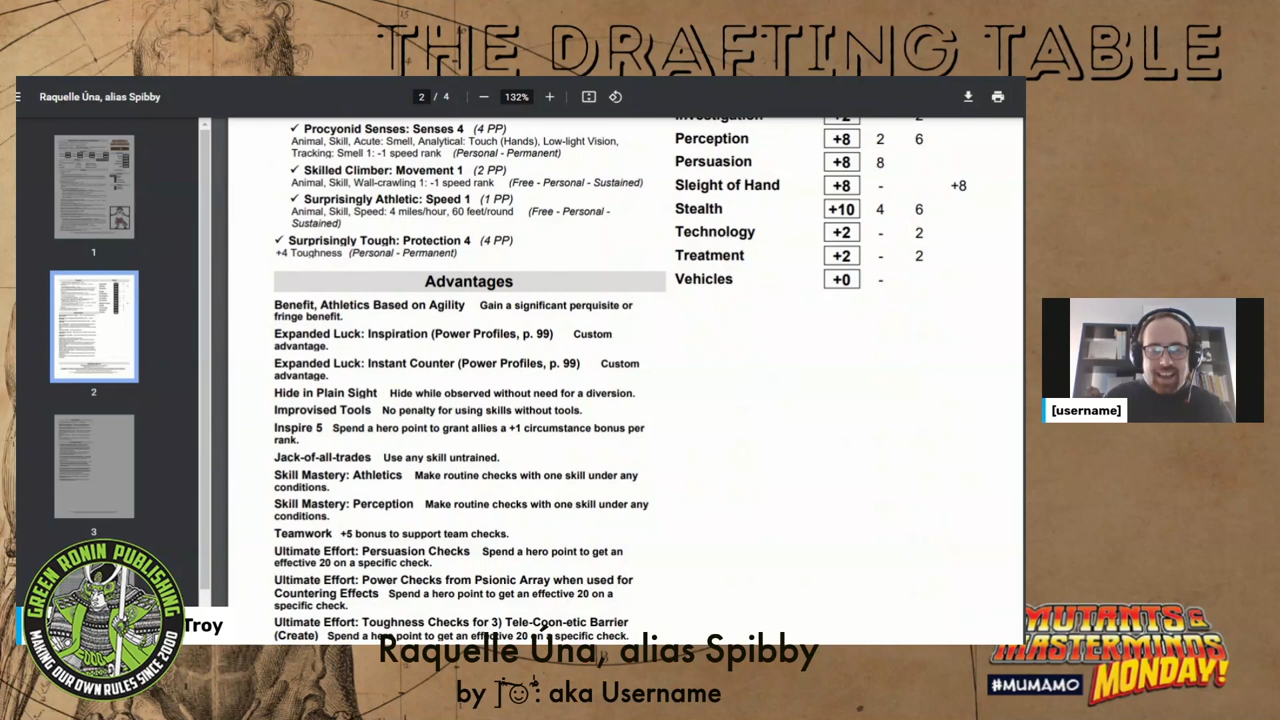 THE DRAFTING TABLE
Raquelle Úna, alias Spibby
2 / 4
132%
✓ Procyonid Senses: Senses 4 (4 PP)
Animal, Skill, Acute: Smell, Analytical: Touch (Hands), Low-light Vision,
Tracking: Smell 1: -1 speed rank (Personal - Permanent)
✓ Skilled Climber: Movement 1 (2 PP)
Animal, Skill, Wall-crawling 1: -1 speed rank (Free - Personal - Sustained)
✓ Surprisingly Athletic: Speed 1 (1 PP)
Animal, Skill, Speed: 4 miles/hour, 60 feet/round (Free - Personal -
Sustained)
✓ Surprisingly Tough: Protection 4 (4 PP)
+4 Toughness (Personal - Permanent)
Advantages
Benefit, Athletics Based on Agility Gain a significant perquisite or
fringe benefit.
Expanded Luck: Inspiration (Power Profiles, p. 99) Custom
advantage.
Expanded Luck: Instant Counter (Power Profiles, p. 99) Custom
advantage.
Hide in Plain Sight Hide while observed without need for a diversion.
Improvised Tools No penalty for using skills without tools.
Inspire 5 Spend a hero point to grant allies a +1 circumstance bonus per
rank.
Jack-of-all-trades Use any skill untrained.
Skill Mastery: Athletics Make routine checks with one skill under any
conditions.
Skill Mastery: Perception Make routine checks with one skill under any
conditions.
Teamwork +5 bonus to support team checks.
Ultimate Effort: Persuasion Checks Spend a hero point to get an
effective 20 on a specific check.
Ultimate Effort: Power Checks from Psionic Array when used for
Countering Effects Spend a hero point to get an effective 20 on a
specific check.
Ultimate Effort: Toughness Checks for 3) Tele-Coon-etic Barrier
(Create) Spend a hero point to get an effective 20 on a specific check.
Investigation +2 - 2
Perception +8 2 6
Persuasion +8 8
Sleight of Hand +8 - +8
Stealth +10 4 6
Technology +2 - 2
Treatment +2 - 2
Vehicles +0 -
1
2
3
[username]
Troy
GREEN RONIN PUBLISHING
MAKING OUR OWN RULES SINCE 2000
Raquelle Úna, alias Spibby
aka Username
MUTANTS &
MASTERMINDS
MONDAY!
#MUMAMO